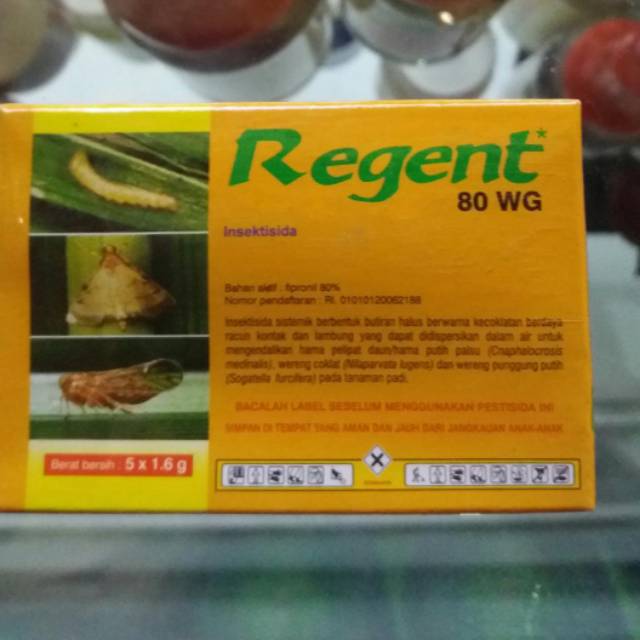 Regent*
80 WG
Insektisida
Bahan aktif : fipronil 80%
Nomor pendaftaran : RI. 01010120062188
Insektisida sistemik berbentuk butiran halus berwarna kecoklatan bardaya
racun kontak dan lambung yang dapat didispersikan dalam air untuk
mengendalikan hama pelipat daun/hama putih palsu (Cnaphalocrosis
medinalis), wereng coklat (Nilaparvata lugens) dan wereng punggung putih
(Sogatella furcifera) pada tanaman padi.
BACALAH LABEL SEBELUM MENGGUNAKAN PESTISIDA INI
SIMPAN DI TEMPAT YANG AMAN DAN JAUH DARI JANGKAUAN ANAK-ANAK
Berat bersih : 5 x 1.6 g